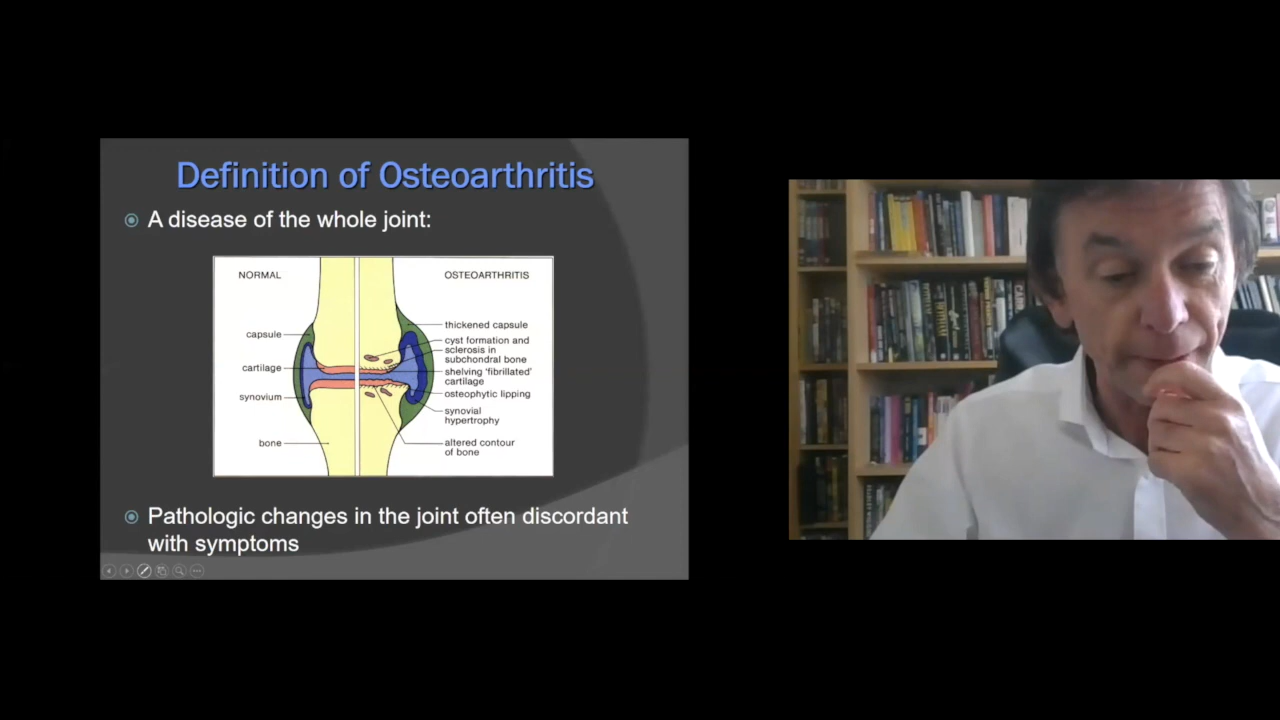 Definition of Osteoarthritis
A disease of the whole joint:
NORMAL
OSTEOARTHRITIS
capsule
cartilage
synovium
bone
thickened capsule
cyst formation and
sclerosis in
subchondral bone
shelving 'fibrillated'
cartilage
osteophytic lipping
synovial
hypertrophy
altered contour
of bone
Pathologic changes in the joint often discordant
with symptoms